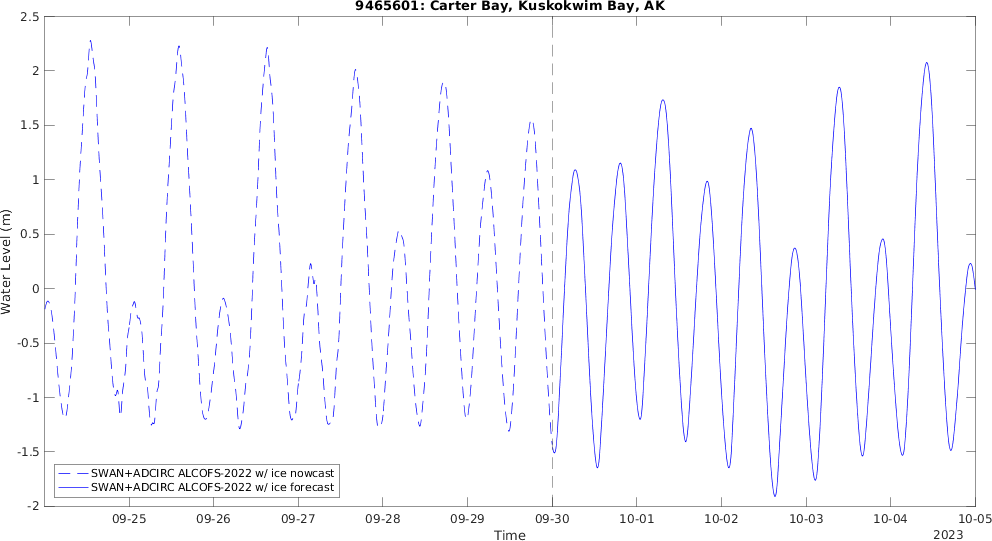 9465601: Carter Bay, Kuskokwim Bay, AK
2.5
2
1.5
1
0.5
0
-0.5
-1
-1.5
-2
Water Level (m)
SWAN+ADCIRC ALCOFS-2022 w/ ice nowcast
SWAN+ADCIRC ALCOFS-2022 w/ ice forecast
09-25 09-26 09-27 09-28 09-29 09-30 10-01 10-02 10-03 10-04 10-05
Time
2023